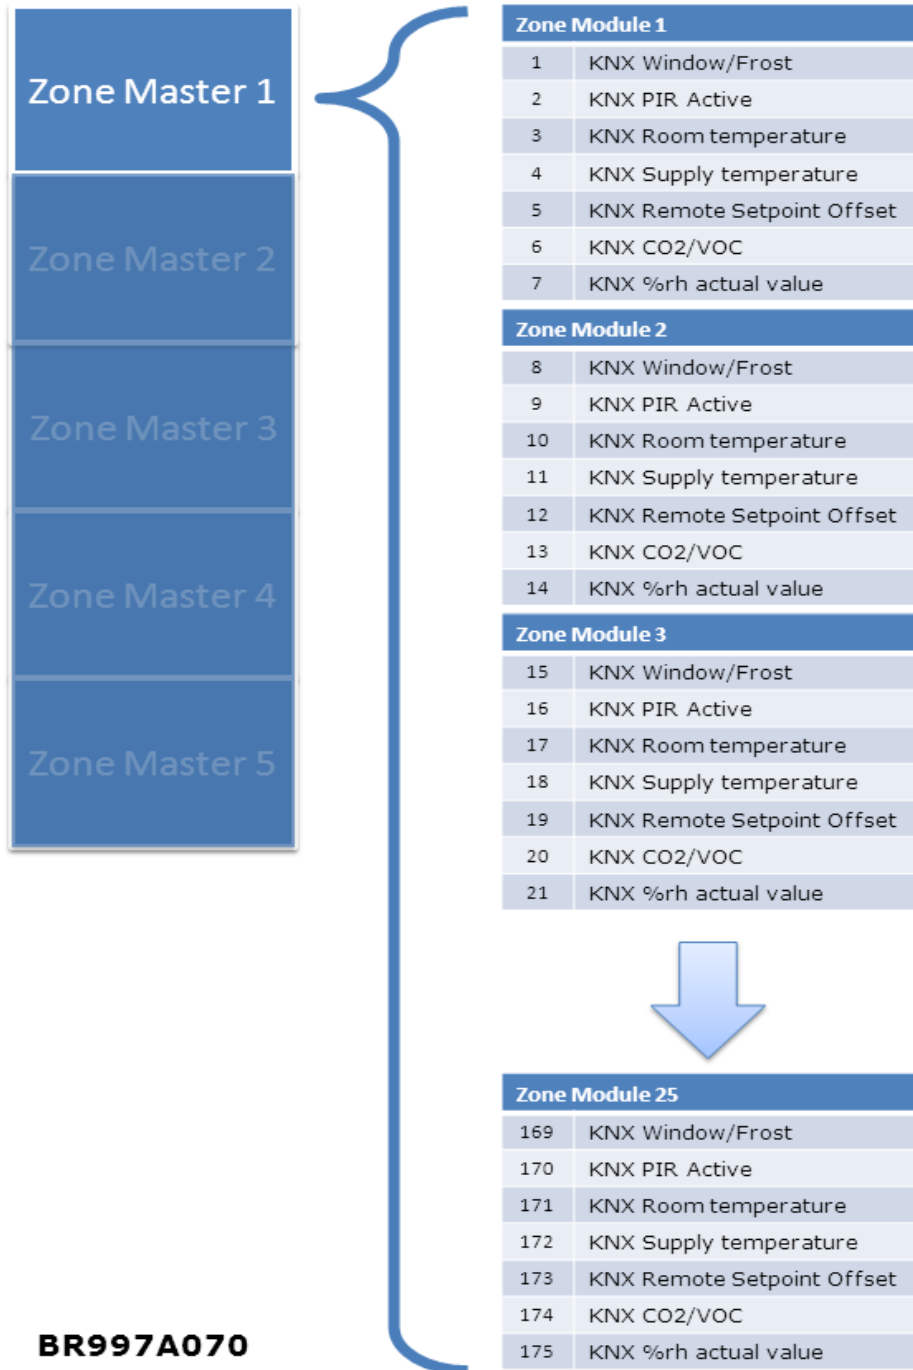 Zone Master 1
Zone Master 2
Zone Master 3
Zone Master 4
Zone Master 5
Zone Module 1
1 KNX Window/Frost
2 KNX PIR Active
3 KNX Room temperature
4 KNX Supply temperature
5 KNX Remote Setpoint Offset
6 KNX CO2/VOC
7 KNX %rh actual value
Zone Module 2
8 KNX Window/Frost
9 KNX PIR Active
10 KNX Room temperature
11 KNX Supply temperature
12 KNX Remote Setpoint Offset
13 KNX CO2/VOC
14 KNX %rh actual value
Zone Module 3
15 KNX Window/Frost
16 KNX PIR Active
17 KNX Room temperature
18 KNX Supply temperature
19 KNX Remote Setpoint Offset
20 KNX CO2/VOC
21 KNX %rh actual value
Zone Module 25
169 KNX Window/Frost
170 KNX PIR Active
171 KNX Room temperature
172 KNX Supply temperature
173 KNX Remote Setpoint Offset
174 KNX CO2/VOC
175 KNX %rh actual value
BR997A070